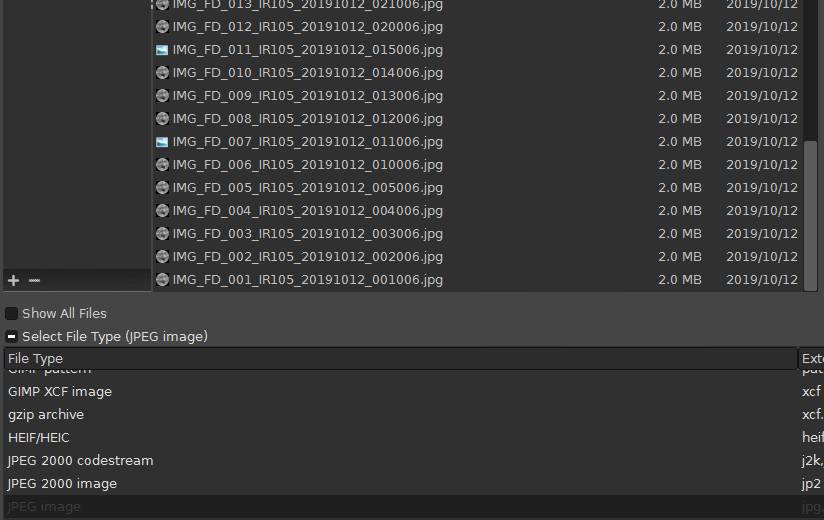 IMG_FD_013_IR105_20191012_021006.jpg 2.0 MB 2019/10/12
IMG_FD_012_IR105_20191012_020006.jpg 2.0 MB 2019/10/12
IMG_FD_011_IR105_20191012_015006.jpg 2.0 MB 2019/10/12
IMG_FD_010_IR105_20191012_014006.jpg 2.0 MB 2019/10/12
IMG_FD_009_IR105_20191012_013006.jpg 2.0 MB 2019/10/12
IMG_FD_008_IR105_20191012_012006.jpg 2.0 MB 2019/10/12
IMG_FD_007_IR105_20191012_011006.jpg 2.0 MB 2019/10/12
IMG_FD_006_IR105_20191012_010006.jpg 2.0 MB 2019/10/12
IMG_FD_005_IR105_20191012_005006.jpg 2.0 MB 2019/10/12
IMG_FD_004_IR105_20191012_004006.jpg 2.0 MB 2019/10/12
IMG_FD_003_IR105_20191012_003006.jpg 2.0 MB 2019/10/12
IMG_FD_002_IR105_20191012_002006.jpg 2.0 MB 2019/10/12
IMG_FD_001_IR105_20191012_001006.jpg 2.0 MB 2019/10/12
Show All Files
Select File Type (JPEG image)
File Type Exte
GIMP pattern pat
GIMP XCF image xcf
gzip archive xcf.
HEIF/HEIC heif
JPEG 2000 codestream j2k,
JPEG 2000 image jp2
JPEG image jpg,